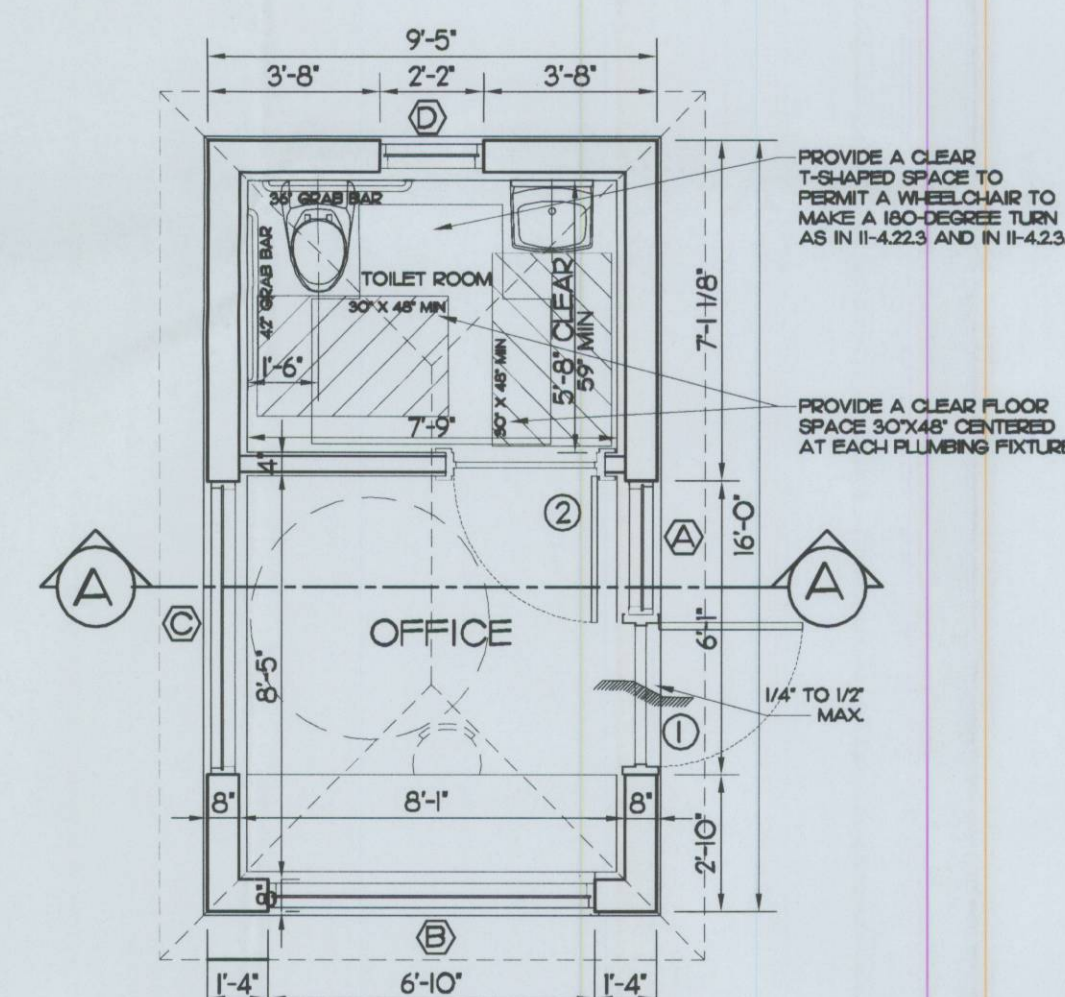 9'-5"
3'-8" 2'-2" 3'-8"
D
PROVIDE A CLEAR
T-SHAPED SPACE TO
PERMIT A WHEELCHAIR TO
MAKE A 180-DEGREE TURN
AS IN 11-4.22.3 AND IN 11-4.2.3
36" GRAB BAR
42" GRAB BAR
TOILET ROOM
30" X 48" MIN
30" X 48" MIN
5'-8" CLEAR
59" MIN
7'-1 1/8"
1'-6"
7'-9"
PROVIDE A CLEAR FLOOR
SPACE 30"X48" CENTERED
AT EACH PLUMBING FIXTURE
4"
2
A
16'-0"
A
A
C
OFFICE
6'-1"
8'-5"
1/4" TO 1/2"
MAX.
1
8" 8'-1" 8"
2'-10"
8"
B
1'-4" 6'-10" 1'-4"